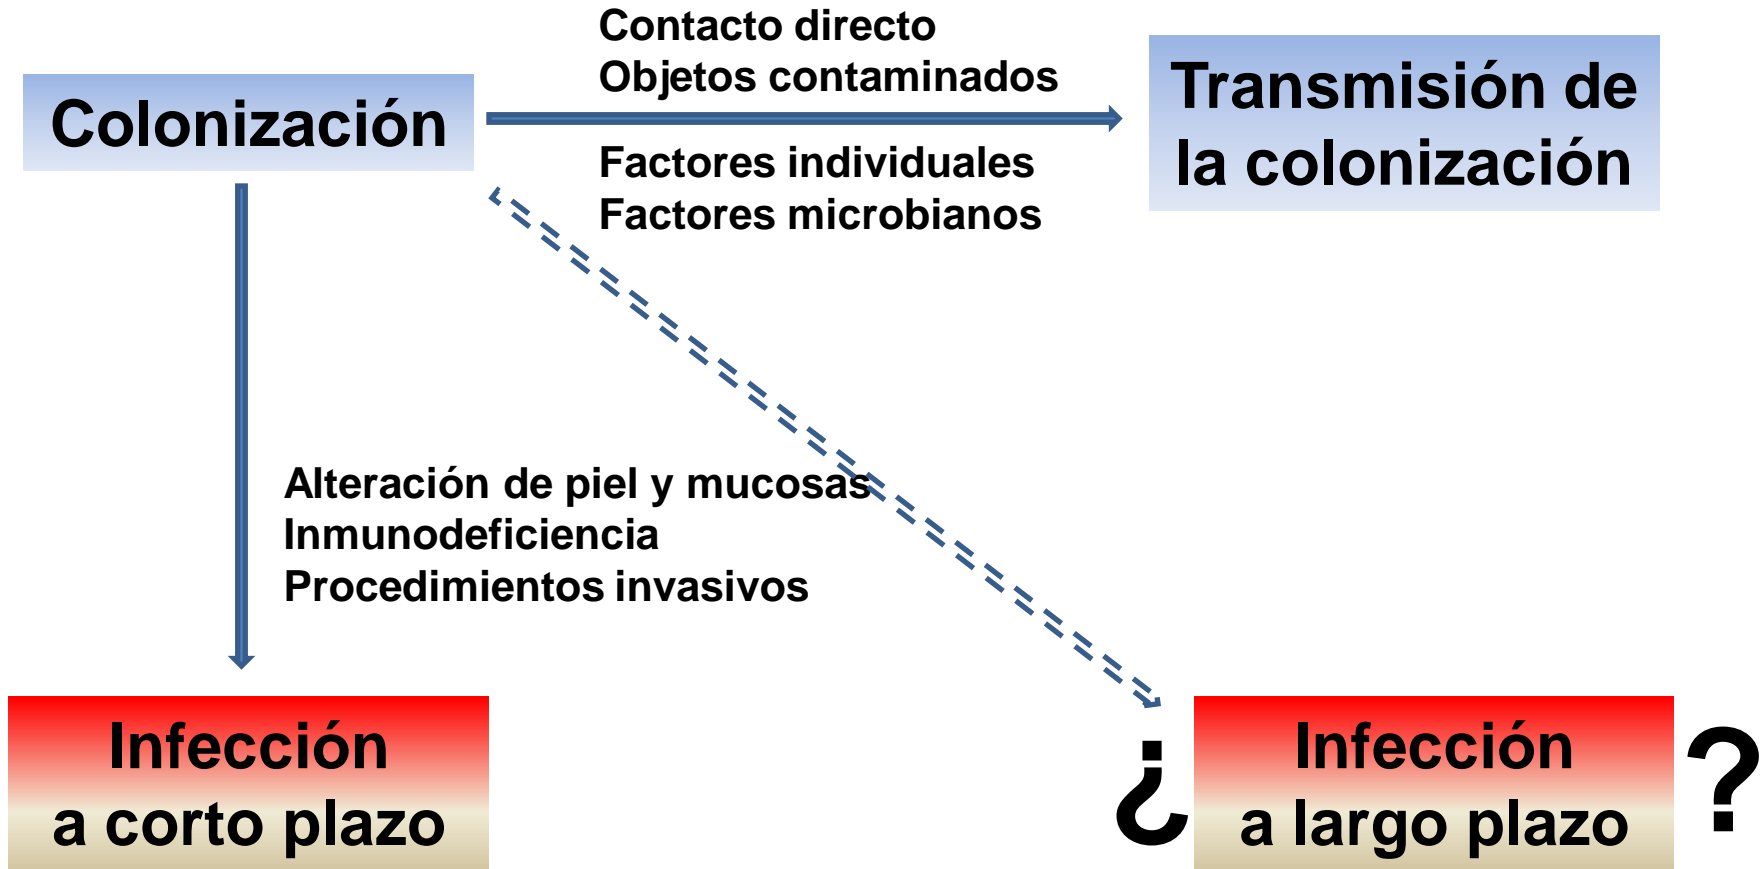 Contacto directo
Objetos contaminados
Colonización
Transmisión de
la colonización
Factores individuales
Factores microbianos
Alteración de piel y mucosas
Inmunodeficiencia
Procedimientos invasivos
Infección
a corto plazo
¿ Infección ?
a largo plazo